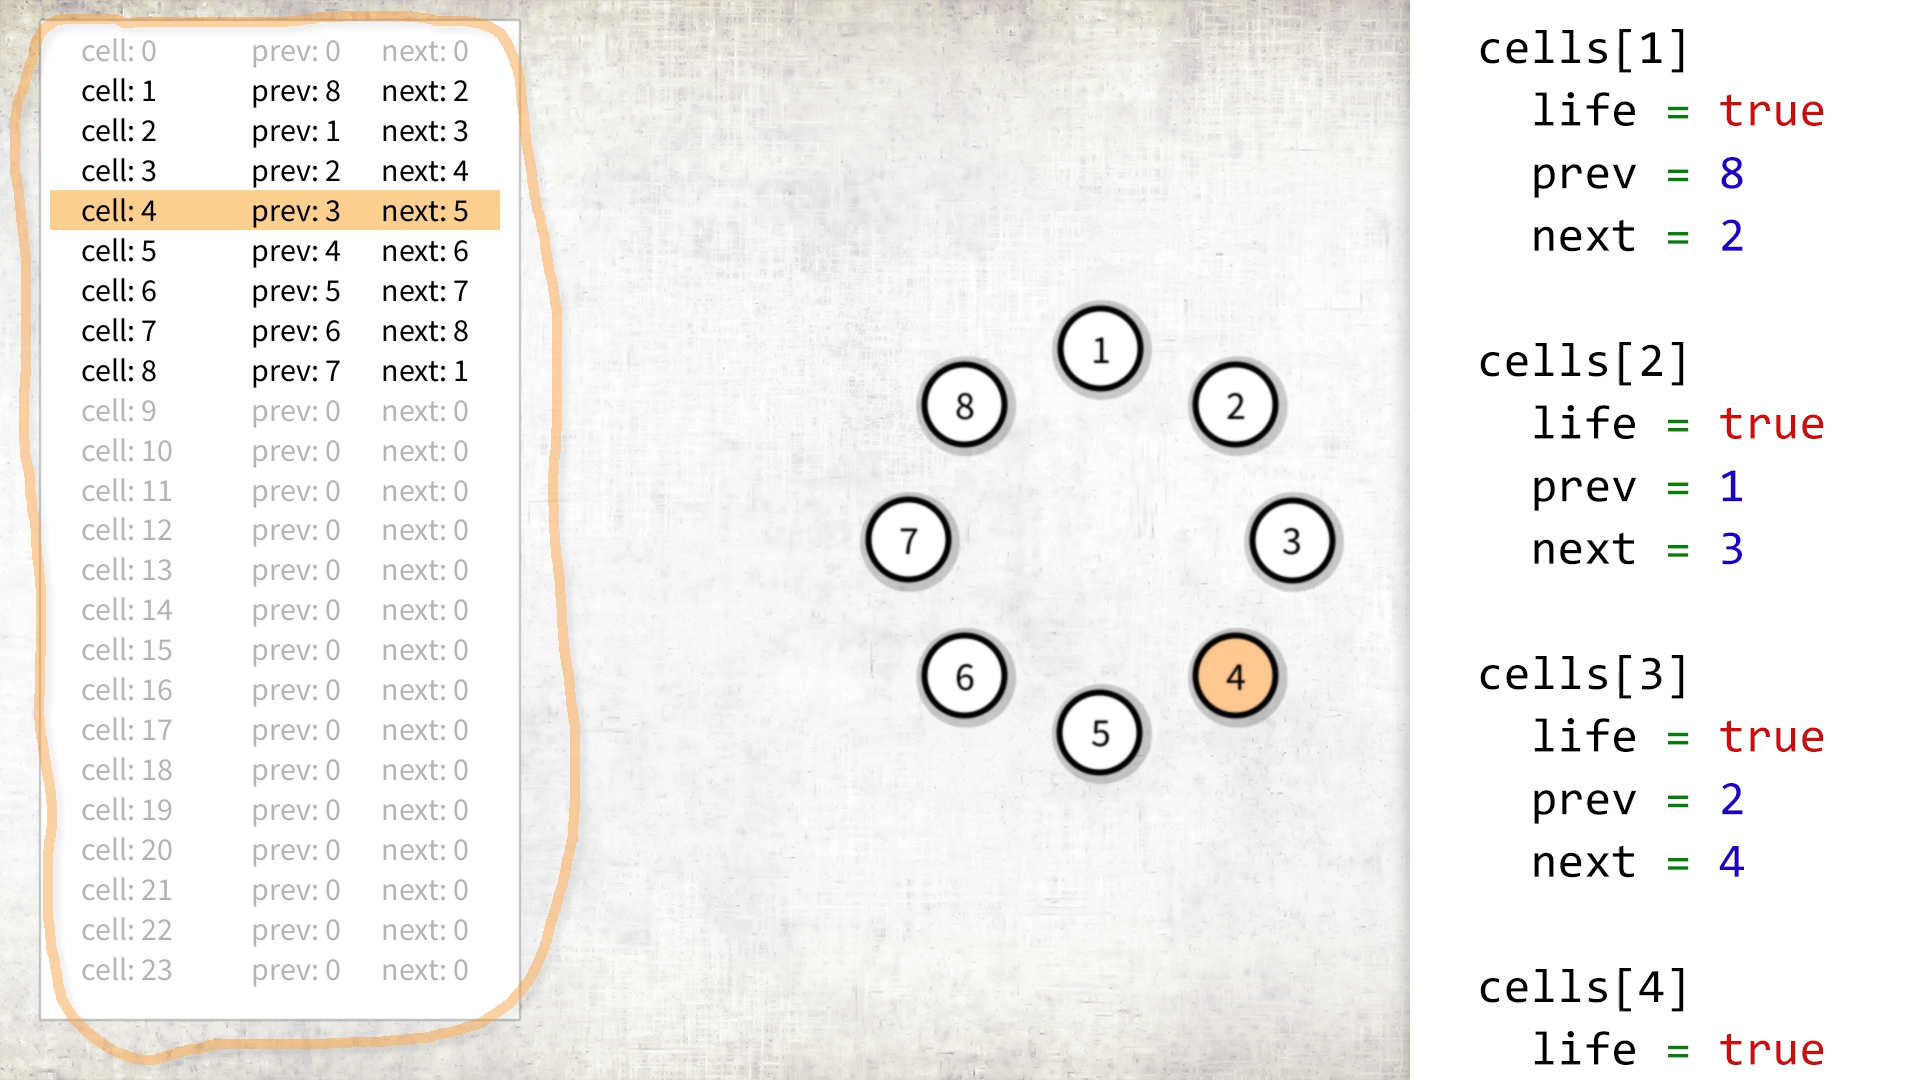 cell: 0 prev: 0 next: 0
cell: 1 prev: 8 next: 2
cell: 2 prev: 1 next: 3
cell: 3 prev: 2 next: 4
cell: 4 prev: 3 next: 5
cell: 5 prev: 4 next: 6
cell: 6 prev: 5 next: 7
cell: 7 prev: 6 next: 8
cell: 8 prev: 7 next: 1
cell: 9 prev: 0 next: 0
cell: 10 prev: 0 next: 0
cell: 11 prev: 0 next: 0
cell: 12 prev: 0 next: 0
cell: 13 prev: 0 next: 0
cell: 14 prev: 0 next: 0
cell: 15 prev: 0 next: 0
cell: 16 prev: 0 next: 0
cell: 17 prev: 0 next: 0
cell: 18 prev: 0 next: 0
cell: 19 prev: 0 next: 0
cell: 20 prev: 0 next: 0
cell: 21 prev: 0 next: 0
cell: 22 prev: 0 next: 0
cell: 23 prev: 0 next: 0
1
2
3
4
5
6
7
8
cells[1]
life = true
prev = 8
next = 2
cells[2]
life = true
prev = 1
next = 3
cells[3]
life = true
prev = 2
next = 4
cells[4]
life = true